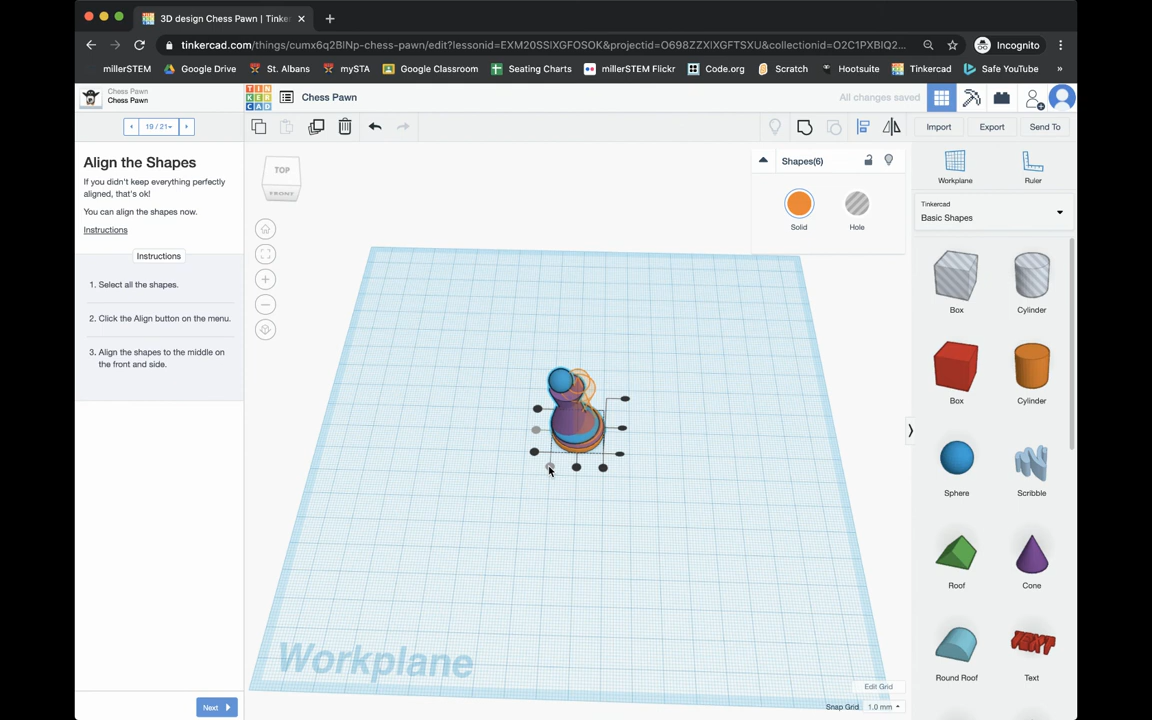 3D design Chess Pawn | Tinker
Incognito
tinkercad.com/things/cumx6q2BlNp-chess-pawn/edit?lessonid=EXM20SSIXGFOSOK&projectid=O698ZZXIXGFTSXU&collectionid=O2C1PXBIQ2...
millerSTEM
Google Drive
St. Albans
mySTA
Google Classroom
Seating Charts
millerSTEM Flickr
Code.org
Scratch
Hootsuite
Tinkercad
Safe YouTube
»
Chess Pawn
Chess Pawn
TIN
KER
CAD
Chess Pawn
All changes saved
19 / 21
Import
Export
Send To
Align the Shapes
If you didn't keep everything perfectly
aligned, that's ok!
You can align the shapes now.
Instructions
Instructions
1. Select all the shapes.
2. Click the Align button on the menu.
3. Align the shapes to the middle on
the front and side.
Next
TOP
FRONT
Shapes(6)
Solid
Hole
Workplane
Edit Grid
Snap Grid
1.0 mm
Workplane
Ruler
Tinkercad
Basic Shapes
Box
Cylinder
Box
Cylinder
Sphere
Scribble
Roof
Cone
TEXT
Round Roof
Text